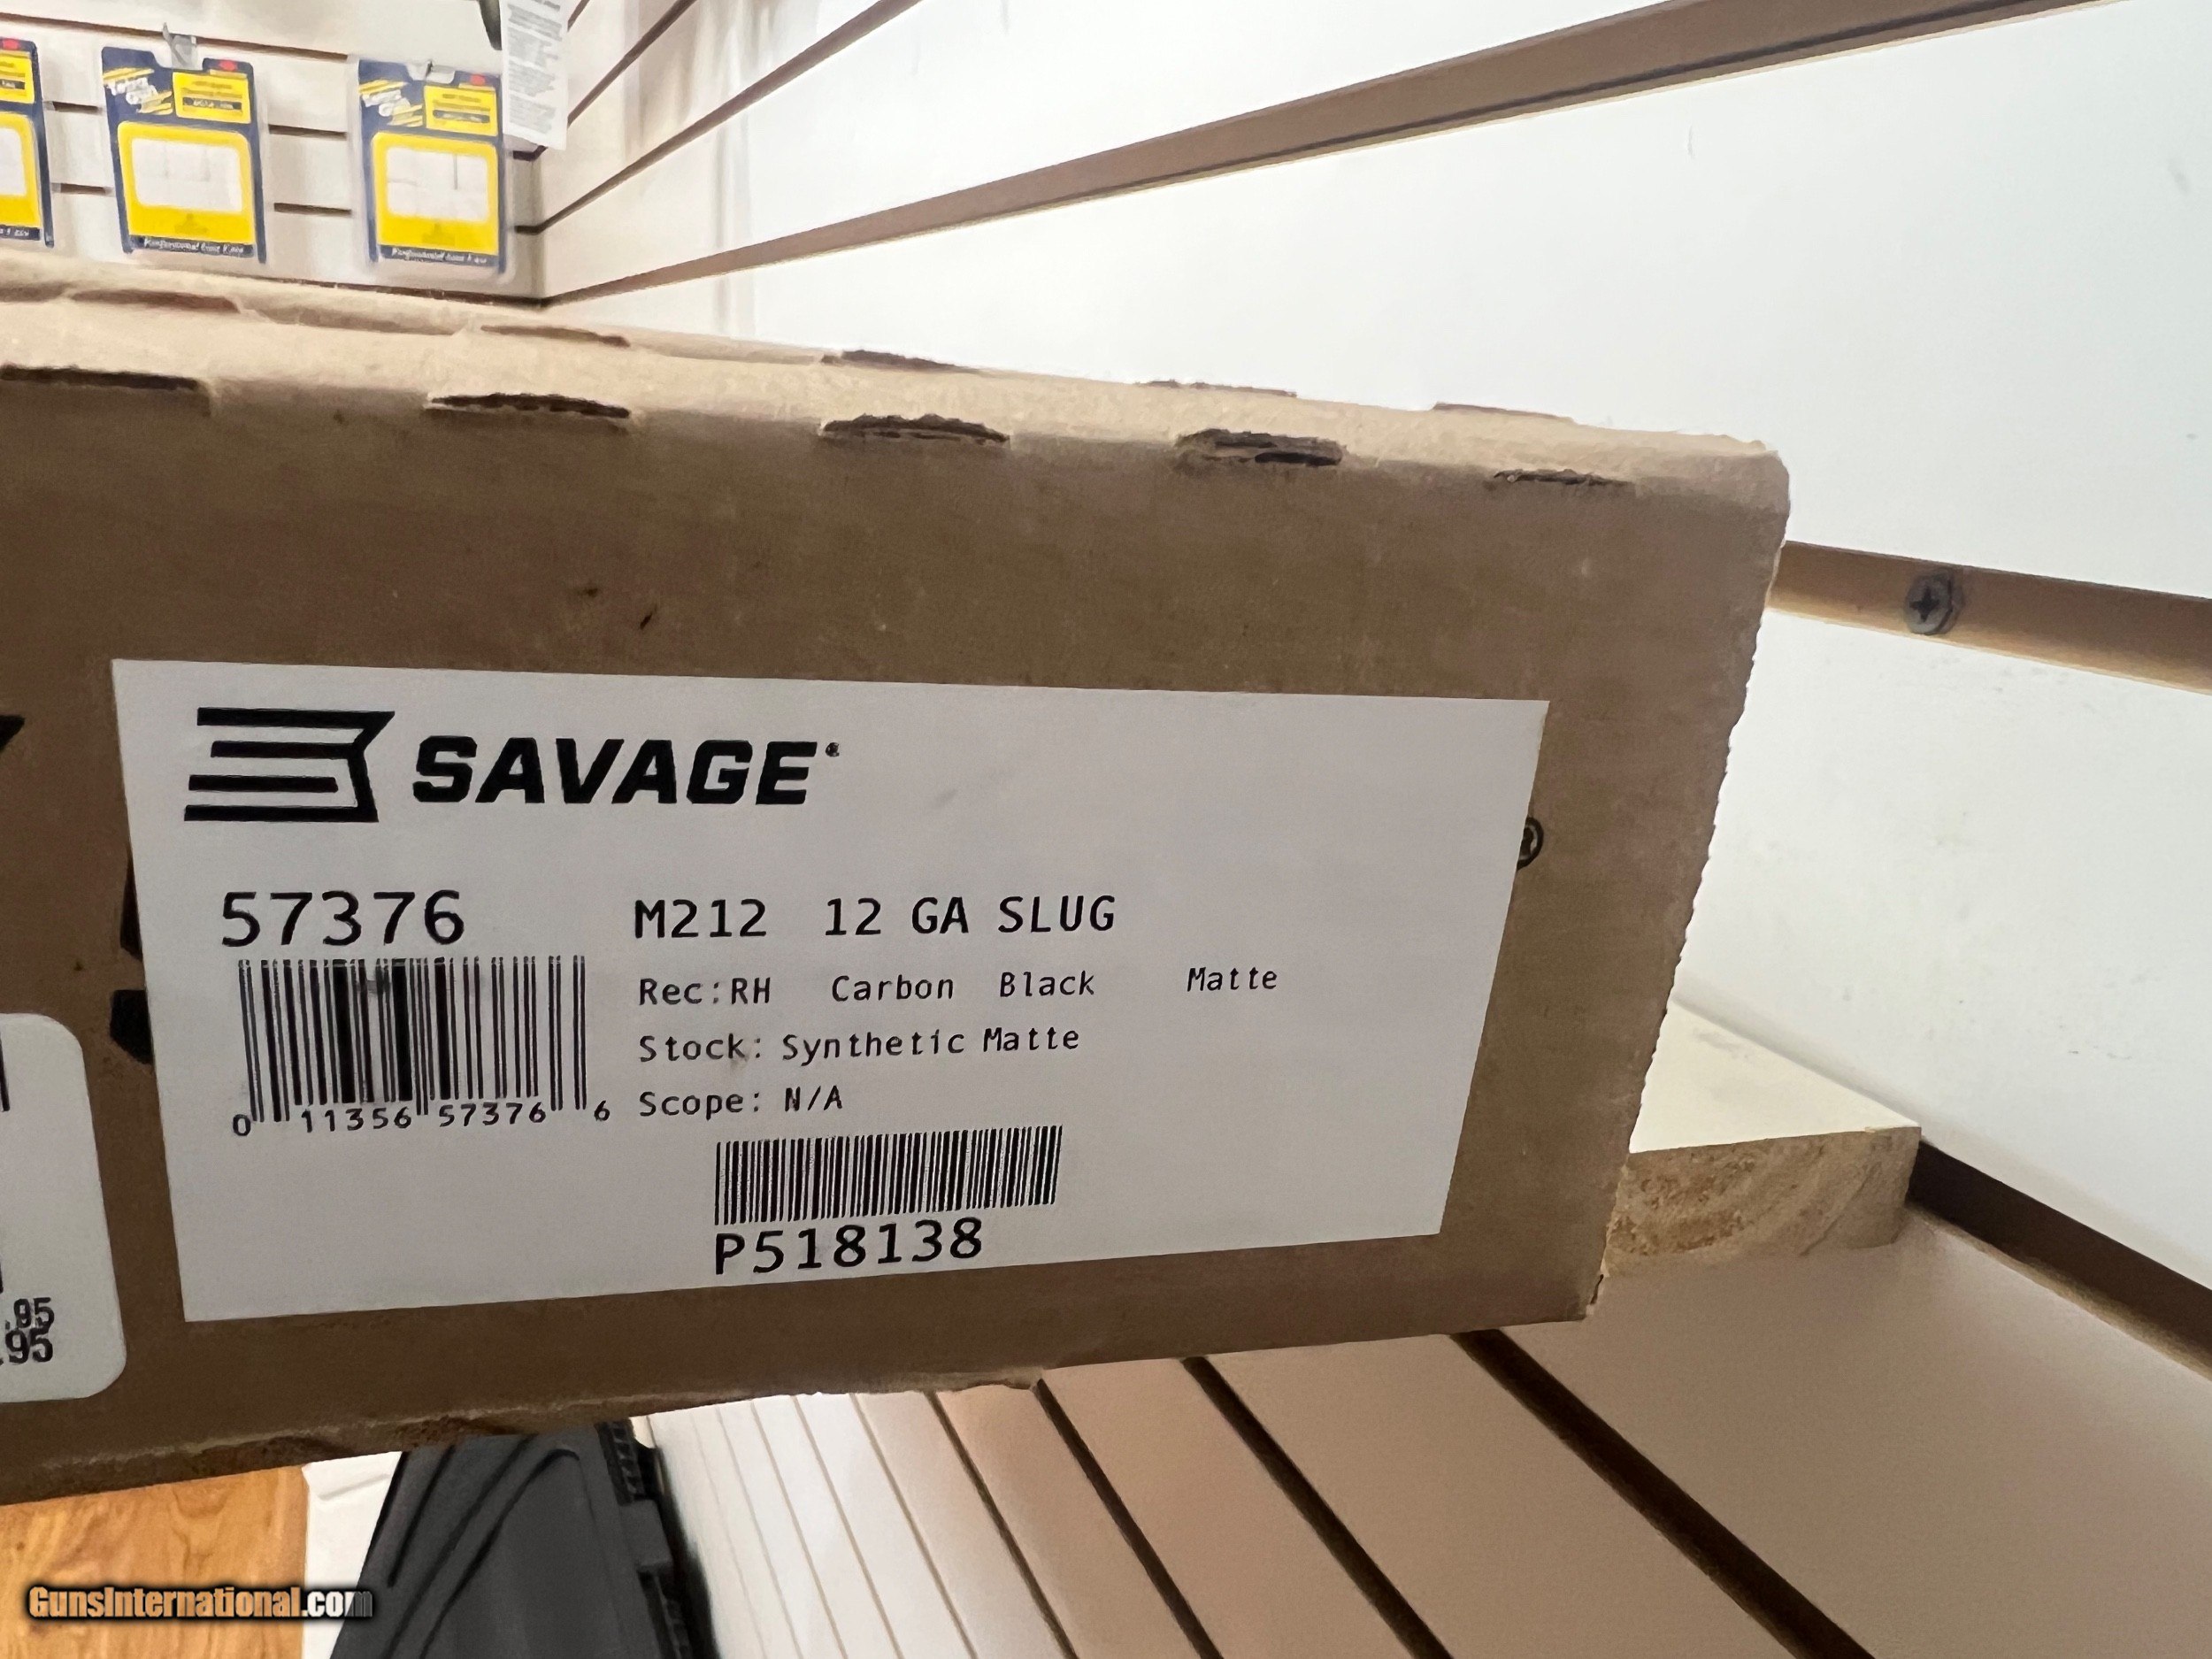 SAVAGE®
57376
M212 12 GA SLUG
Rec:RH Carbon Black Matte
Stock: Synthetic Matte
Scope: N/A
0 11356 57376 6
P518138
®
.95
.95
GunsInternational.com